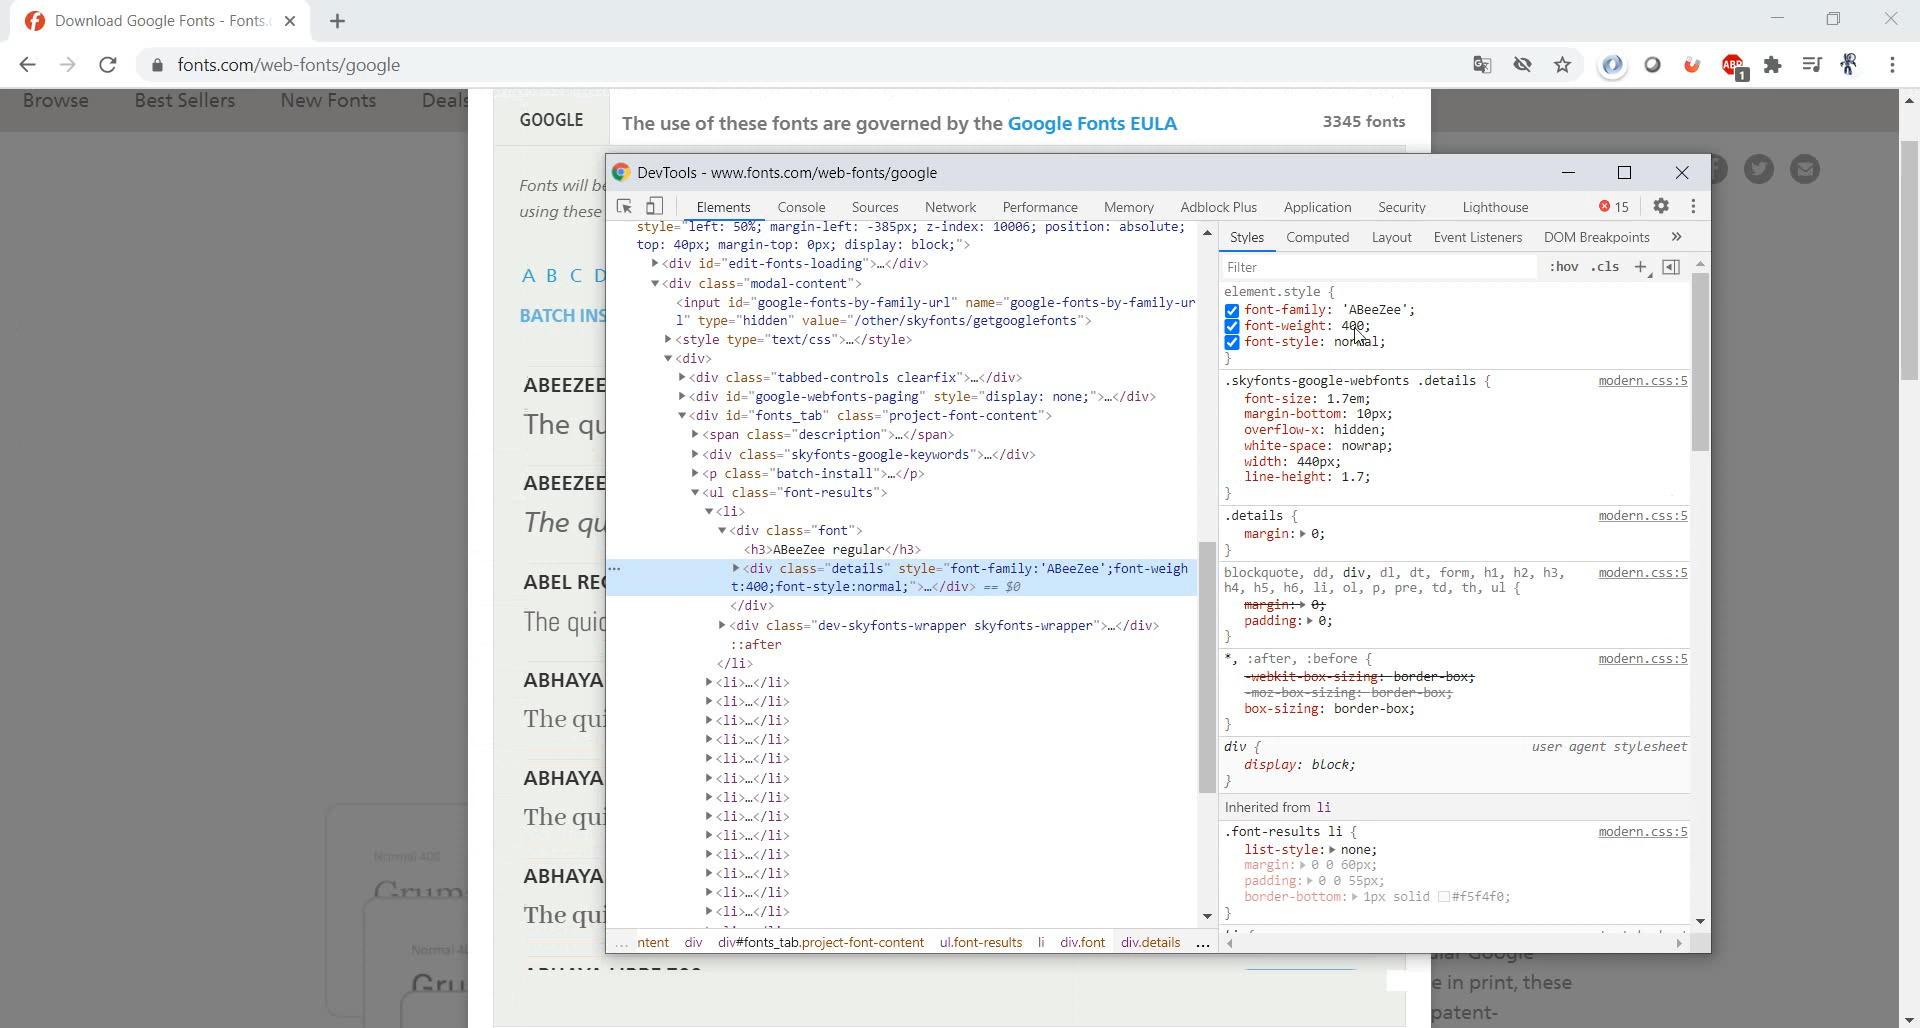 Download Google Fonts - Fonts.
fonts.com/web-fonts/google
ABP
1
Browse Best Sellers New Fonts Deals
GOOGLE
The use of these fonts are governed by the Google Fonts EULA
3345 fonts
Fonts will be
using these
A B C D
BATCH INS
ABEEZEE
The qu
ABEEZEE
The qu
ABEL REG
The quic
ABHAYA
The qui
ABHAYA
The qui
ABHAYA
The qui
Normal 400
Grum
Normal 40
Gru
e in print, these
patent-
DevTools - www.fonts.com/web-fonts/google
Elements Console Sources Network Performance Memory Adblock Plus Application Security Lighthouse 15
style="left: 50%; margin-left: -385px; z-index: 10006; position: absolute;
top: 40px; margin-top: 0px; display: block;">
<div id="edit-fonts-loading">…</div>
<div class="modal-content">
<input id="google-fonts-by-family-url" name="google-fonts-by-family-ur
l" type="hidden" value="/other/skyfonts/getgooglefonts">
<style type="text/css">…</style>
<div>
<div class="tabbed-controls clearfix">…</div>
<div id="google-webfonts-paging" style="display: none;">…</div>
<div id="fonts_tab" class="project-font-content">
<span class="description">…</span>
<div class="skyfonts-google-keywords">…</div>
<p class="batch-install">…</p>
<ul class="font-results">
<li>
<div class="font">
<h3>ABeeZee regular</h3>
<div class="details" style="font-family:'ABeeZee';font-weigh
t:400;font-style:normal;">…</div> == $0
</div>
<div class="dev-skyfonts-wrapper skyfonts-wrapper">…</div>
::after
</li>
<li>…</li>
<li>…</li>
<li>…</li>
<li>…</li>
<li>…</li>
<li>…</li>
<li>…</li>
<li>…</li>
<li>…</li>
<li>…</li>
<li>…</li>
<li>…</li>
<li>…</li>
... ntent div div#fonts_tab.project-font-content ul.font-results li div.font div.details ...
Styles Computed Layout Event Listeners DOM Breakpoints »
Filter :hov .cls +
element.style {
font-family: 'ABeeZee';
font-weight: 400;
font-style: normal;
}
.skyfonts-google-webfonts .details { modern.css:5
font-size: 1.7em;
margin-bottom: 10px;
overflow-x: hidden;
white-space: nowrap;
width: 440px;
line-height: 1.7;
}
.details { modern.css:5
margin: 0;
}
blockquote, dd, div, dl, dt, form, h1, h2, h3, modern.css:5
h4, h5, h6, li, ol, p, pre, td, th, ul {
margin: 0;
padding: 0;
}
*, :after, :before { modern.css:5
-webkit-box-sizing: border-box;
-moz-box-sizing: border-box;
box-sizing: border-box;
}
div { user agent stylesheet
display: block;
}
Inherited from li
.font-results li { modern.css:5
list-style: none;
margin: 0 0 60px;
padding: 0 0 55px;
border-bottom: 1px solid #f5f4f0;
}